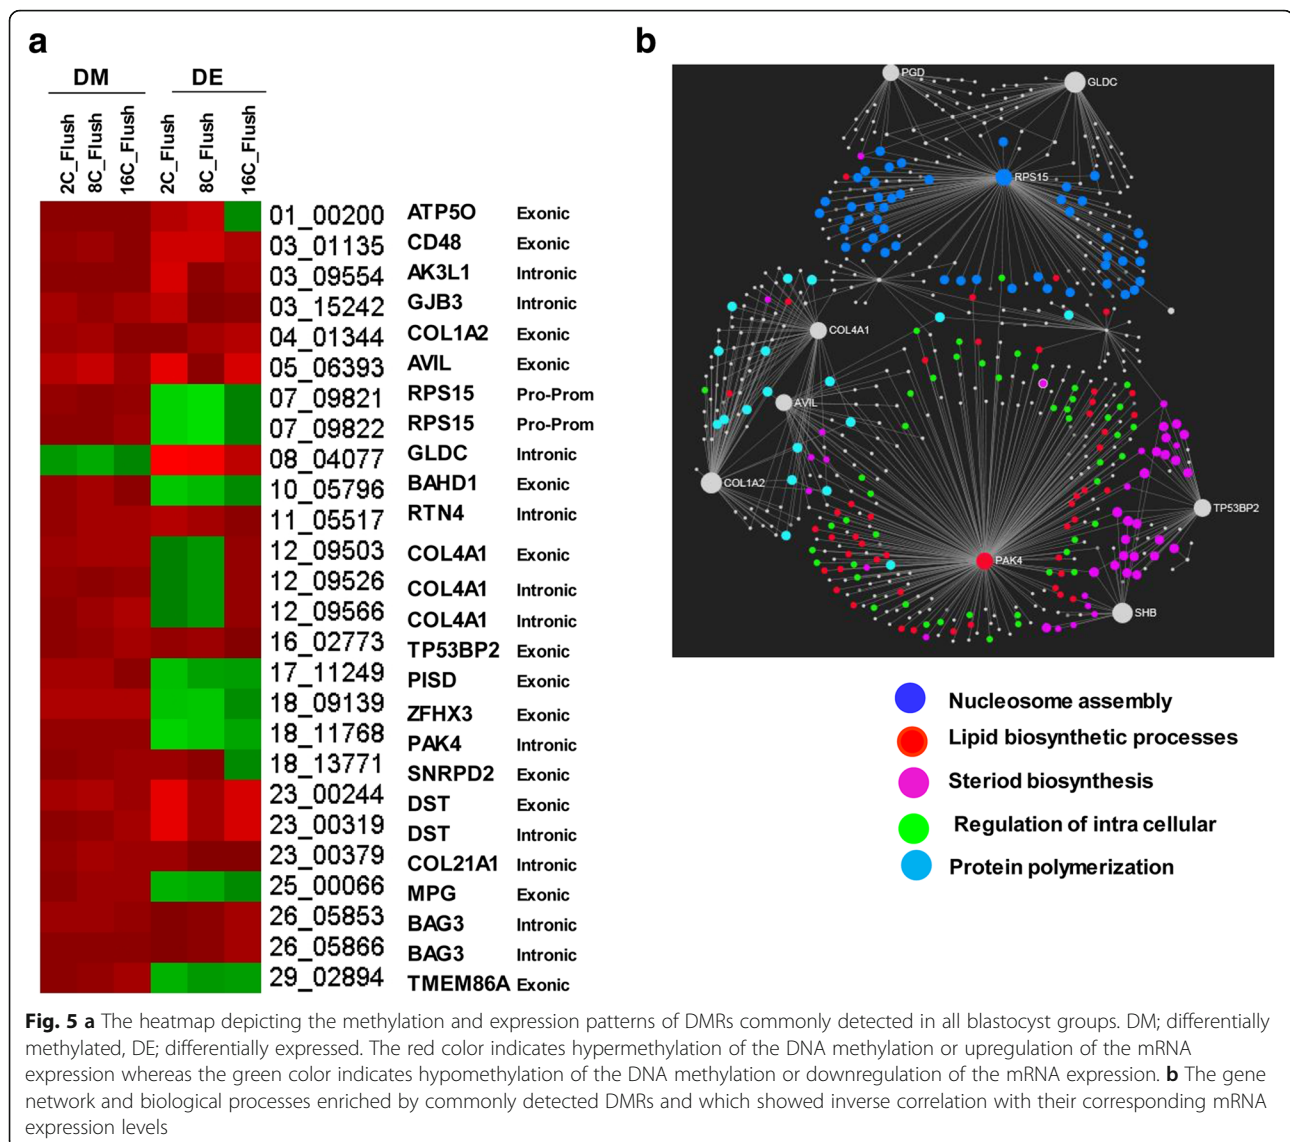 a
DM DE
2C_Flush
8C_Flush
16C_Flush
2C_Flush
8C_Flush
16C_Flush
01_00200 ATP5O Exonic
03_01135 CD48 Exonic
03_09554 AK3L1 Intronic
03_15242 GJB3 Intronic
04_01344 COL1A2 Exonic
05_06393 AVIL Exonic
07_09821 RPS15 Pro-Prom
07_09822 RPS15 Pro-Prom
08_04077 GLDC Intronic
10_05796 BAHD1 Exonic
11_05517 RTN4 Intronic
12_09503 COL4A1 Exonic
12_09526 COL4A1 Intronic
12_09566 COL4A1 Intronic
16_02773 TP53BP2 Exonic
17_11249 PISD Exonic
18_09139 ZFHX3 Exonic
18_11768 PAK4 Intronic
18_13771 SNRPD2 Exonic
23_00244 DST Exonic
23_00319 DST Intronic
23_00379 COL21A1 Intronic
25_00066 MPG Exonic
26_05853 BAG3 Intronic
26_05866 BAG3 Intronic
29_02894 TMEM86A Exonic
b
PGD
GLDC
RPS15
COL4A1
AVIL
COL1A2
TP53BP2
PAK4
SHB
Nucleosome assembly
Lipid biosynthetic processes
Steriod biosynthesis
Regulation of intra cellular
Protein polymerization
Fig. 5 a The heatmap depicting the methylation and expression patterns of DMRs commonly detected in all blastocyst groups. DM; differentially
methylated, DE; differentially expressed. The red color indicates hypermethylation of the DNA methylation or upregulation of the mRNA
expression whereas the green color indicates hypomethylation of the DNA methylation or downregulation of the mRNA expression. b The gene
network and biological processes enriched by commonly detected DMRs and which showed inverse correlation with their corresponding mRNA
expression levels